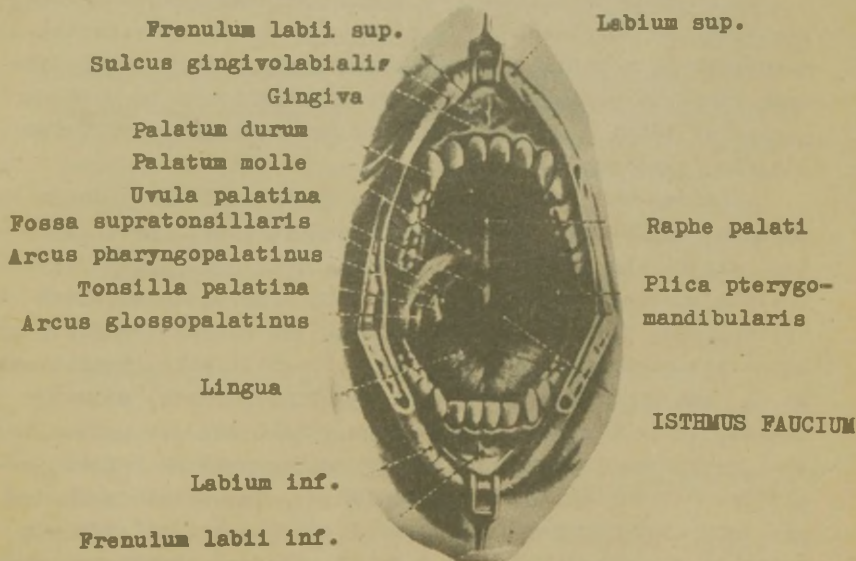 Frenulum labii sup.
Labium sup.
Sulcus gingivolabialis
Gingiva
Palatum durum
Palatum molle
Uvula palatina
Fossa supratonsillaris
Arcus pharyngopalatinus
Tonsilla palatina
Arcus glossopalatinus
Lingua
Labium inf.
Frenulum labii inf.
Raphe palati
Plica pterygo-
mandibularis
ISTHMUS FAUCIUM